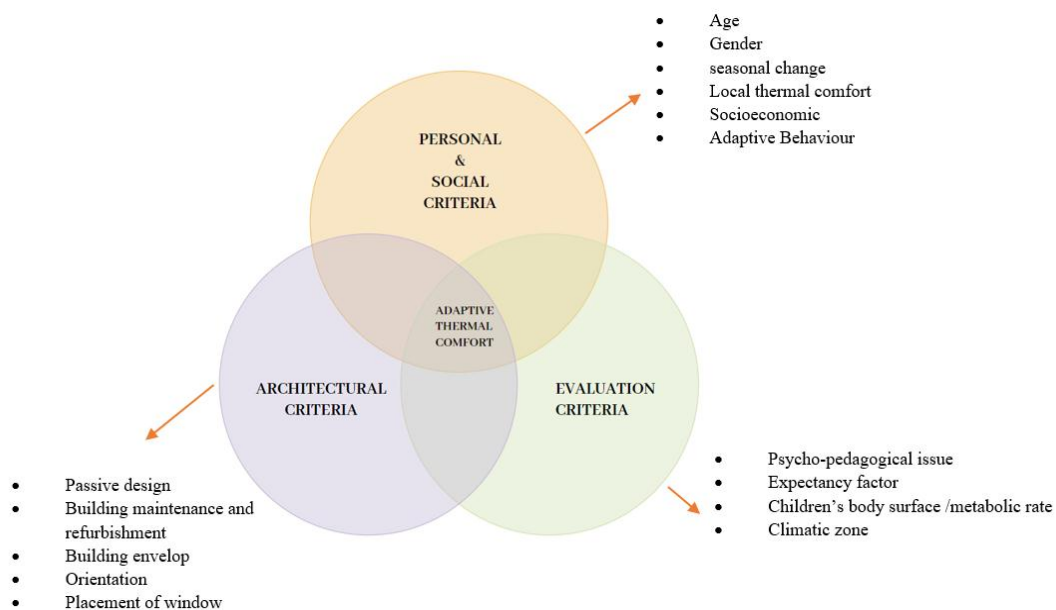 • Age
• Gender
• seasonal change
• Local thermal comfort
• Socioeconomic
• Adaptive Behaviour
PERSONAL
&
SOCIAL
CRITERIA
ADAPTIVE
THERMAL
COMFORT
ARCHITECTURAL
CRITERIA
EVALUATION
CRITERIA
• Passive design
• Building maintenance and
refurbishment
• Building envelop
• Orientation
• Placement of window
• Psycho-pedagogical issue
• Expectancy factor
• Children’s body surface /metabolic rate
• Climatic zone